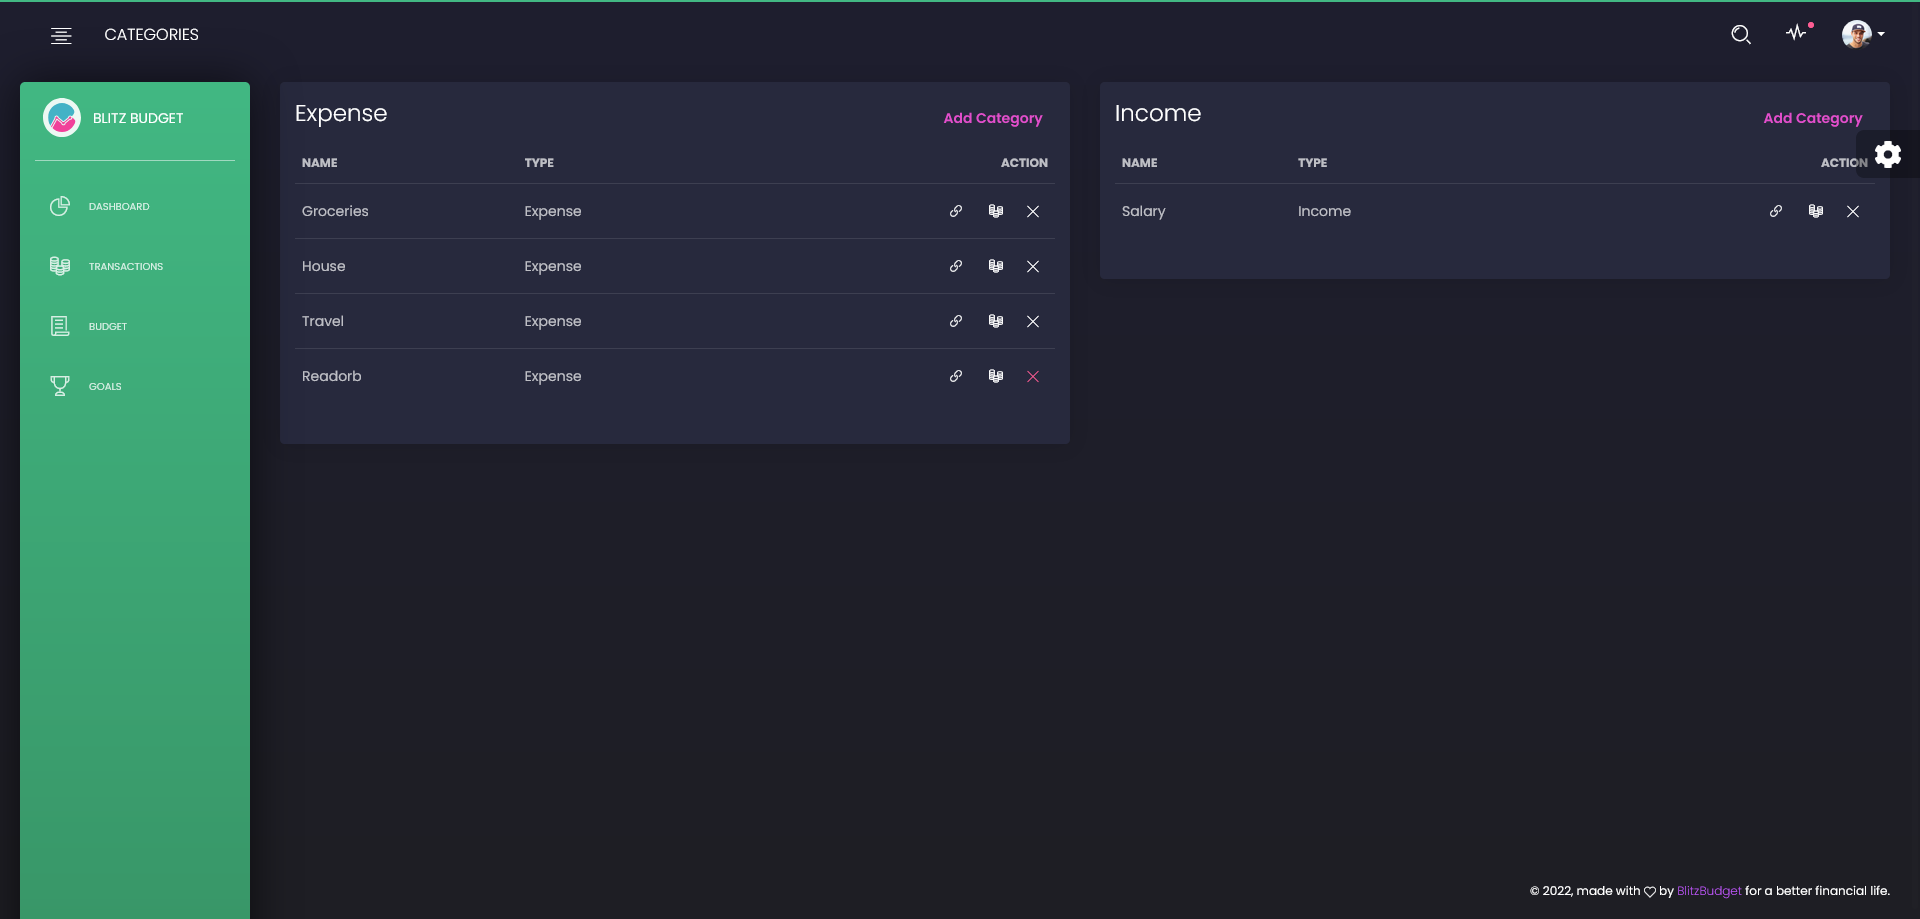 CATEGORIES
BLITZ BUDGET
DASHBOARD
TRANSACTIONS
BUDGET
GOALS
Expense
Add Category
NAME TYPE ACTION
Groceries Expense
House Expense
Travel Expense
Readorb Expense
Income
Add Category
NAME TYPE ACTION
Salary Income
© 2022, made with by BlitzBudget for a better financial life.